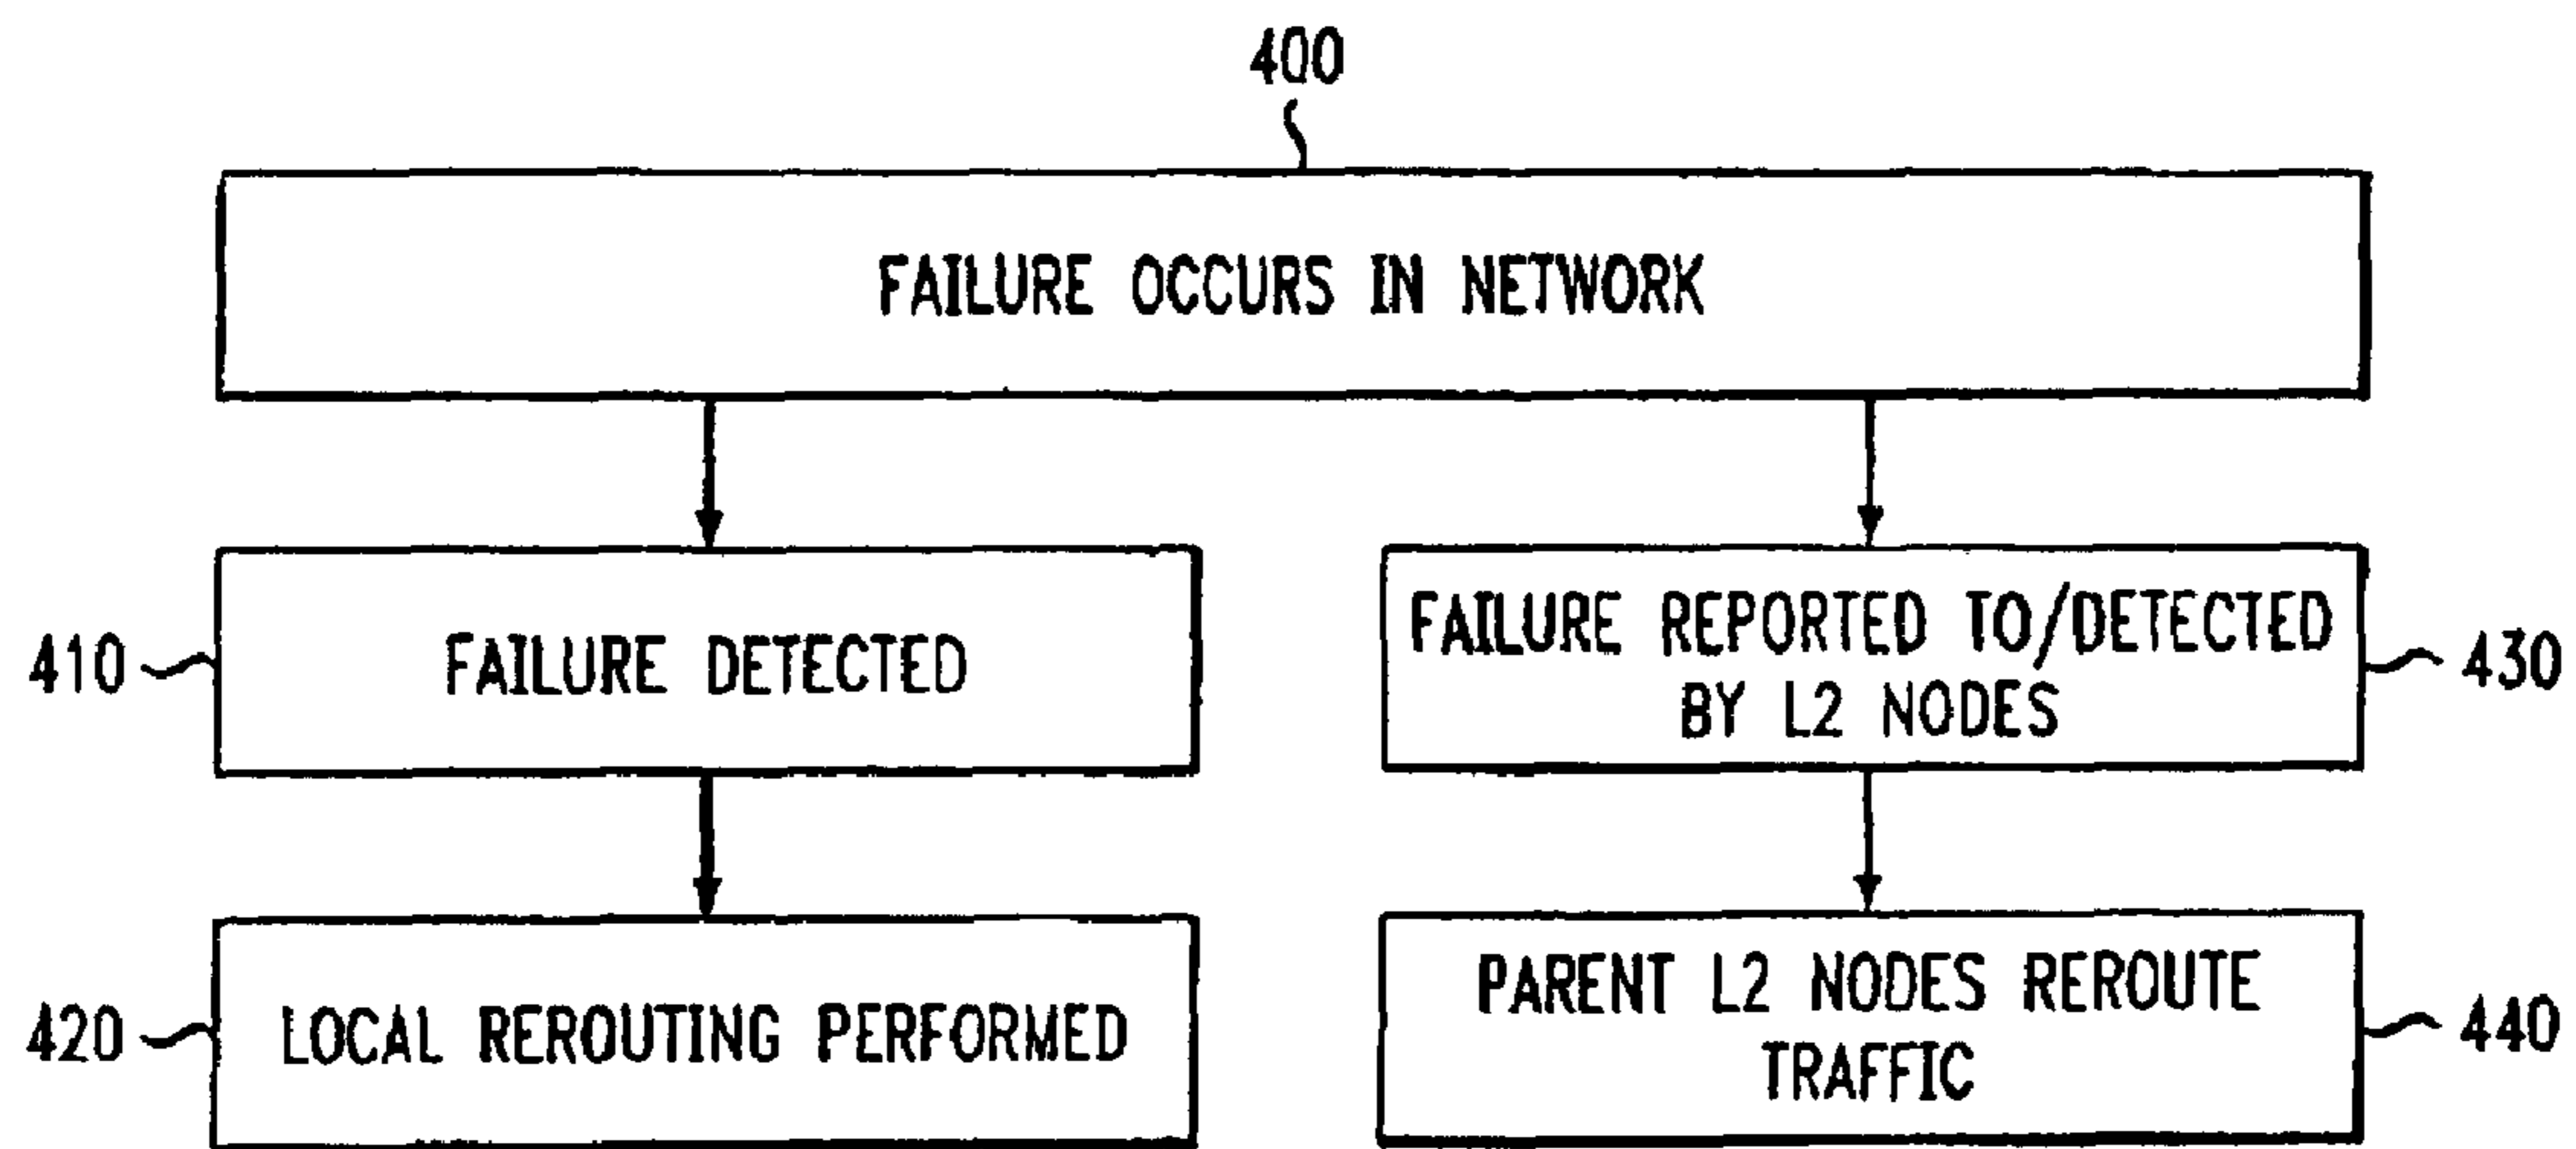 400
FAILURE OCCURS IN NETWORK
410
FAILURE DETECTED
FAILURE REPORTED TO/DETECTED
BY L2 NODES
430
420
LOCAL REROUTING PERFORMED
PARENT L2 NODES REROUTE
TRAFFIC
440